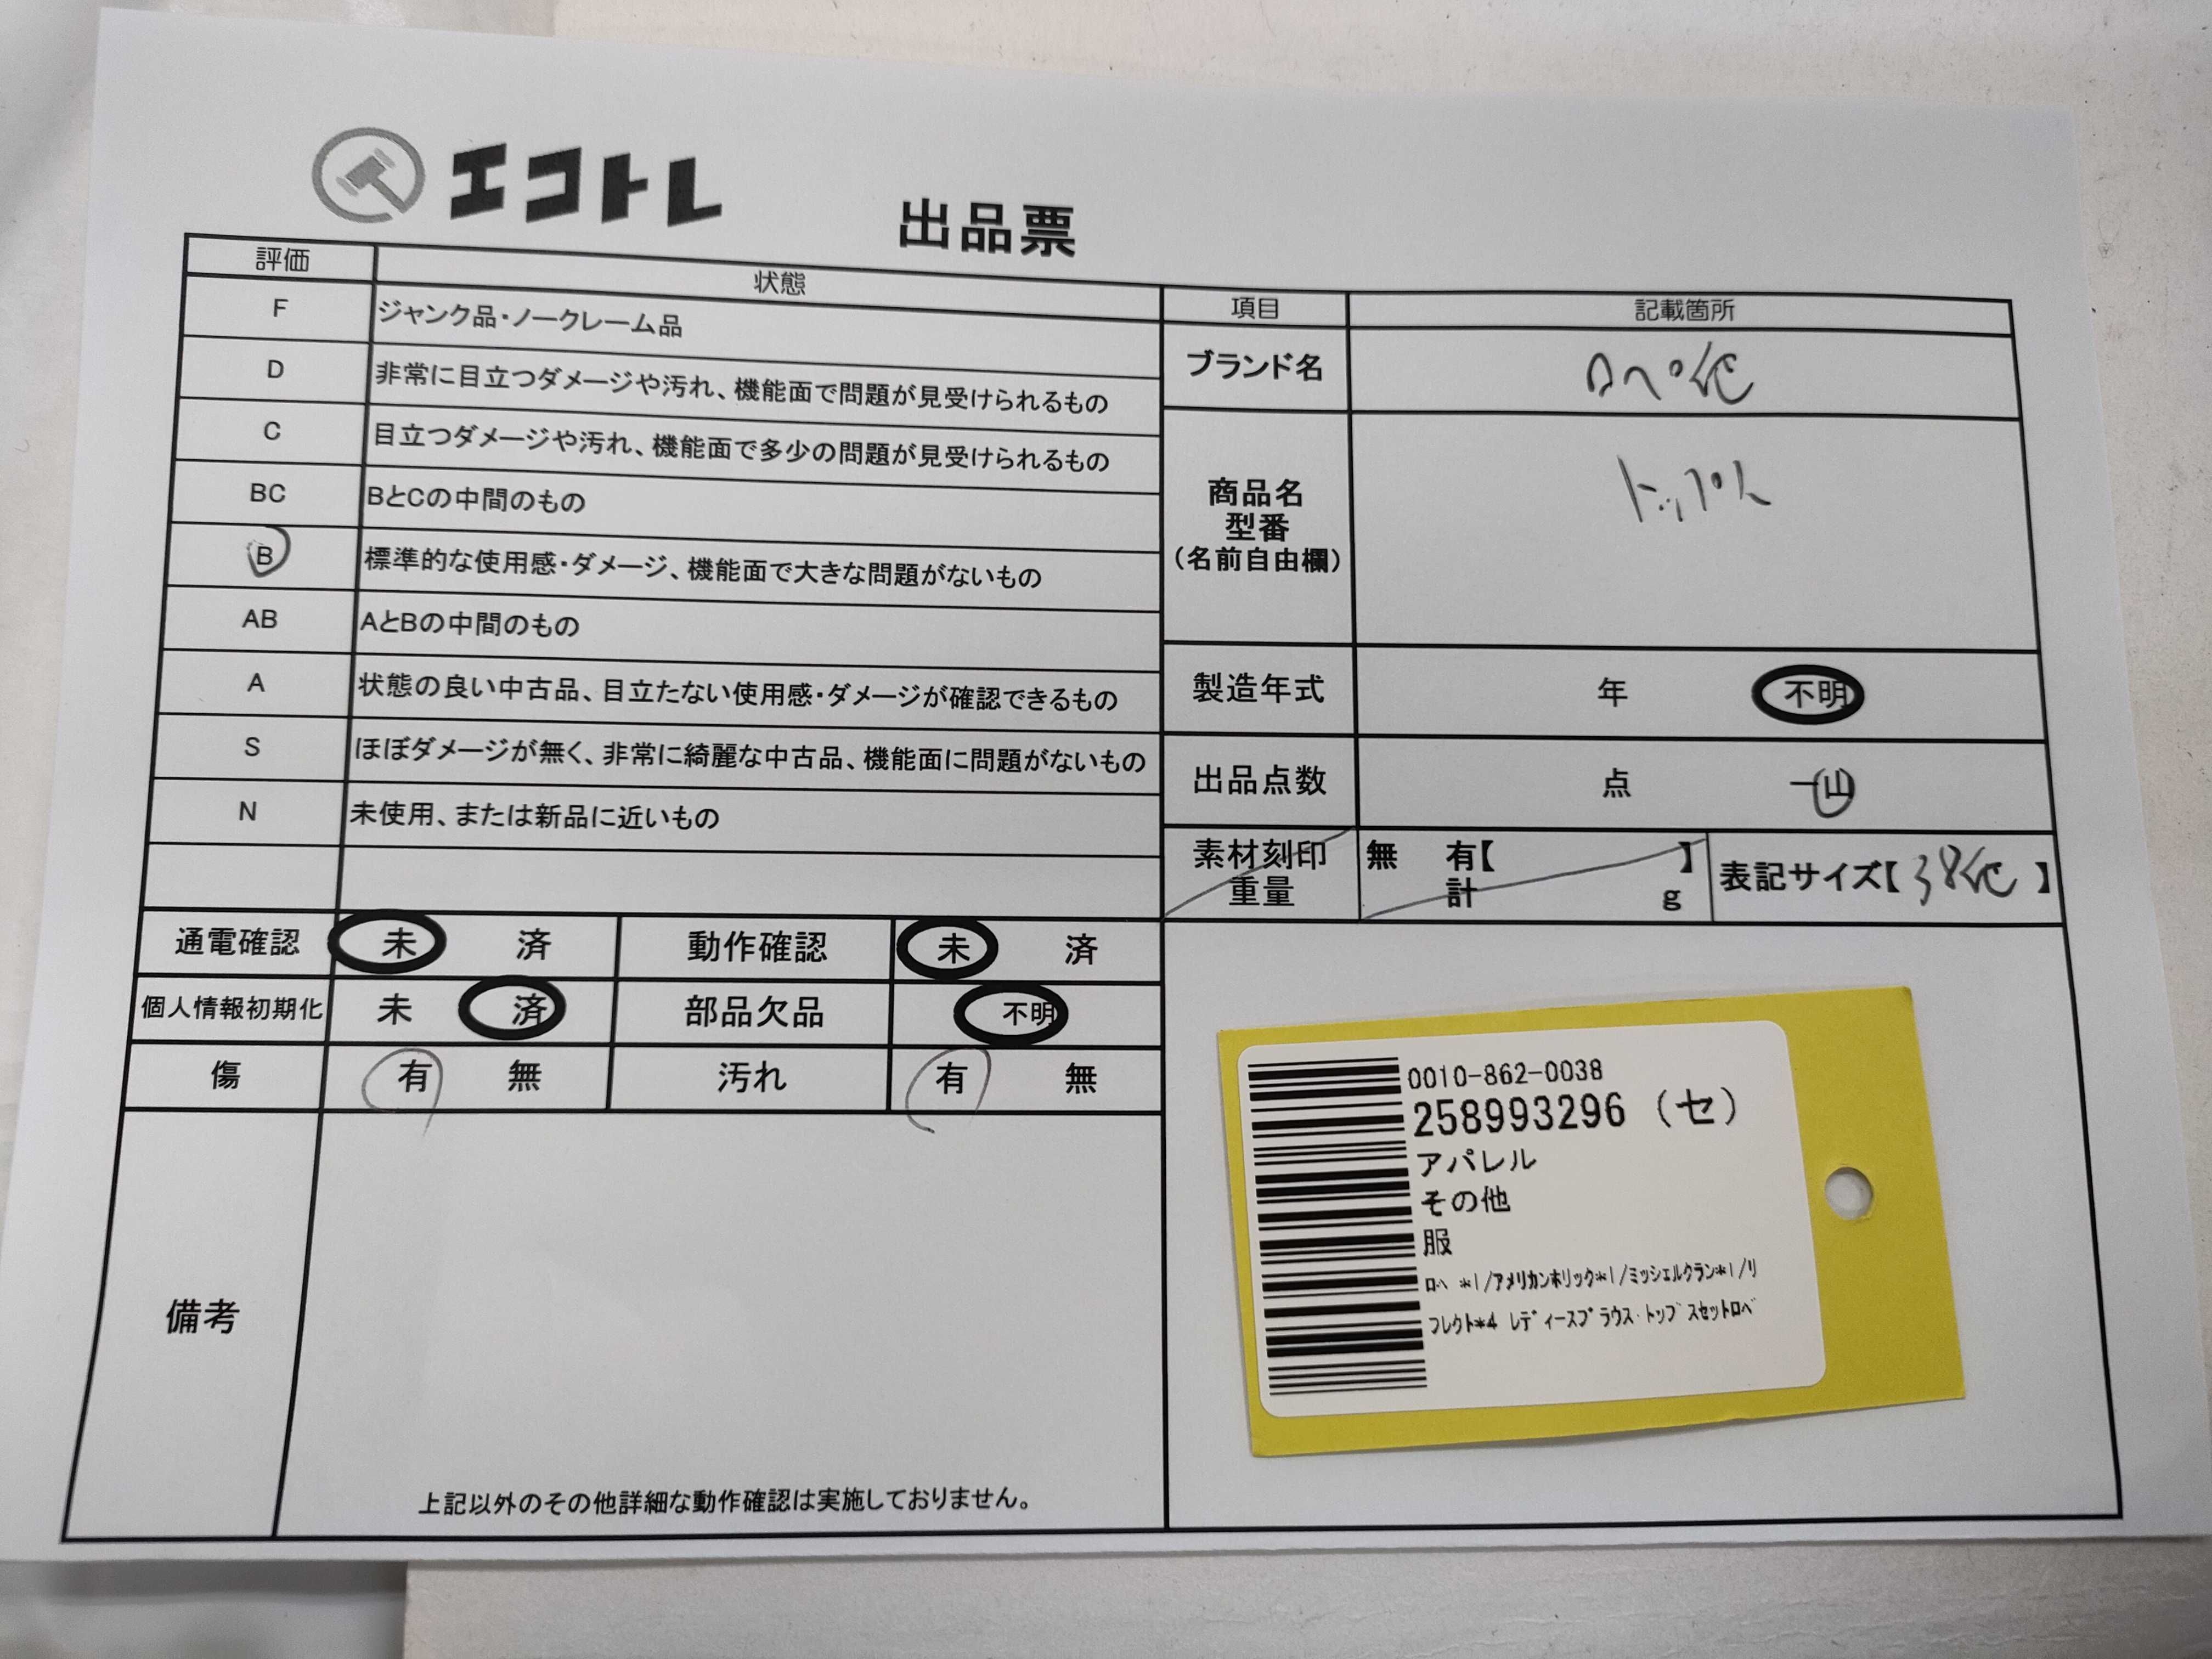 エコトレ
出品票
評価 状態
F ジャンク品・ノークレーム品
D 非常に目立つダメージや汚れ、機能面で問題が見受けられるもの
C 目立つダメージや汚れ、機能面で多少の問題が見受けられるもの
BC BとCの中間のもの
B 標準的な使用感・ダメージ、機能面で大きな問題がないもの
AB AとBの中間のもの
A 状態の良い中古品、目立たない使用感・ダメージが確認できるもの
S ほぼダメージが無く、非常に綺麗な中古品、機能面に問題がないもの
N 未使用、または新品に近いもの
通電確認 未 済 動作確認 未 済
個人情報初期化 未 済 部品欠品 不明
傷 有 無 汚れ 有 無
備考
上記以外のその他詳細な動作確認は実施しておりません。
項目 記載箇所
ブランド名 ロペ他
商品名
型番
(名前自由欄)
トップス
製造年式 年 不明
出品点数 点 一山
素材刻印 無 有【 】
重量 計 g
表記サイズ【38他】
0010-862-0038
258993296 (セ)
アパレル
その他
服
ﾛﾍ *1/ｱﾒﾘｶﾝﾎﾘｯｸ*1/ﾐｯｼｪﾙｸﾗﾝ*1/ﾘ
ﾌﾚｸﾄ*4 ﾚﾃﾞｨｰｽﾌﾞﾗｳｽ･ﾄｯﾌﾟｽｾｯﾄﾛﾍﾟ